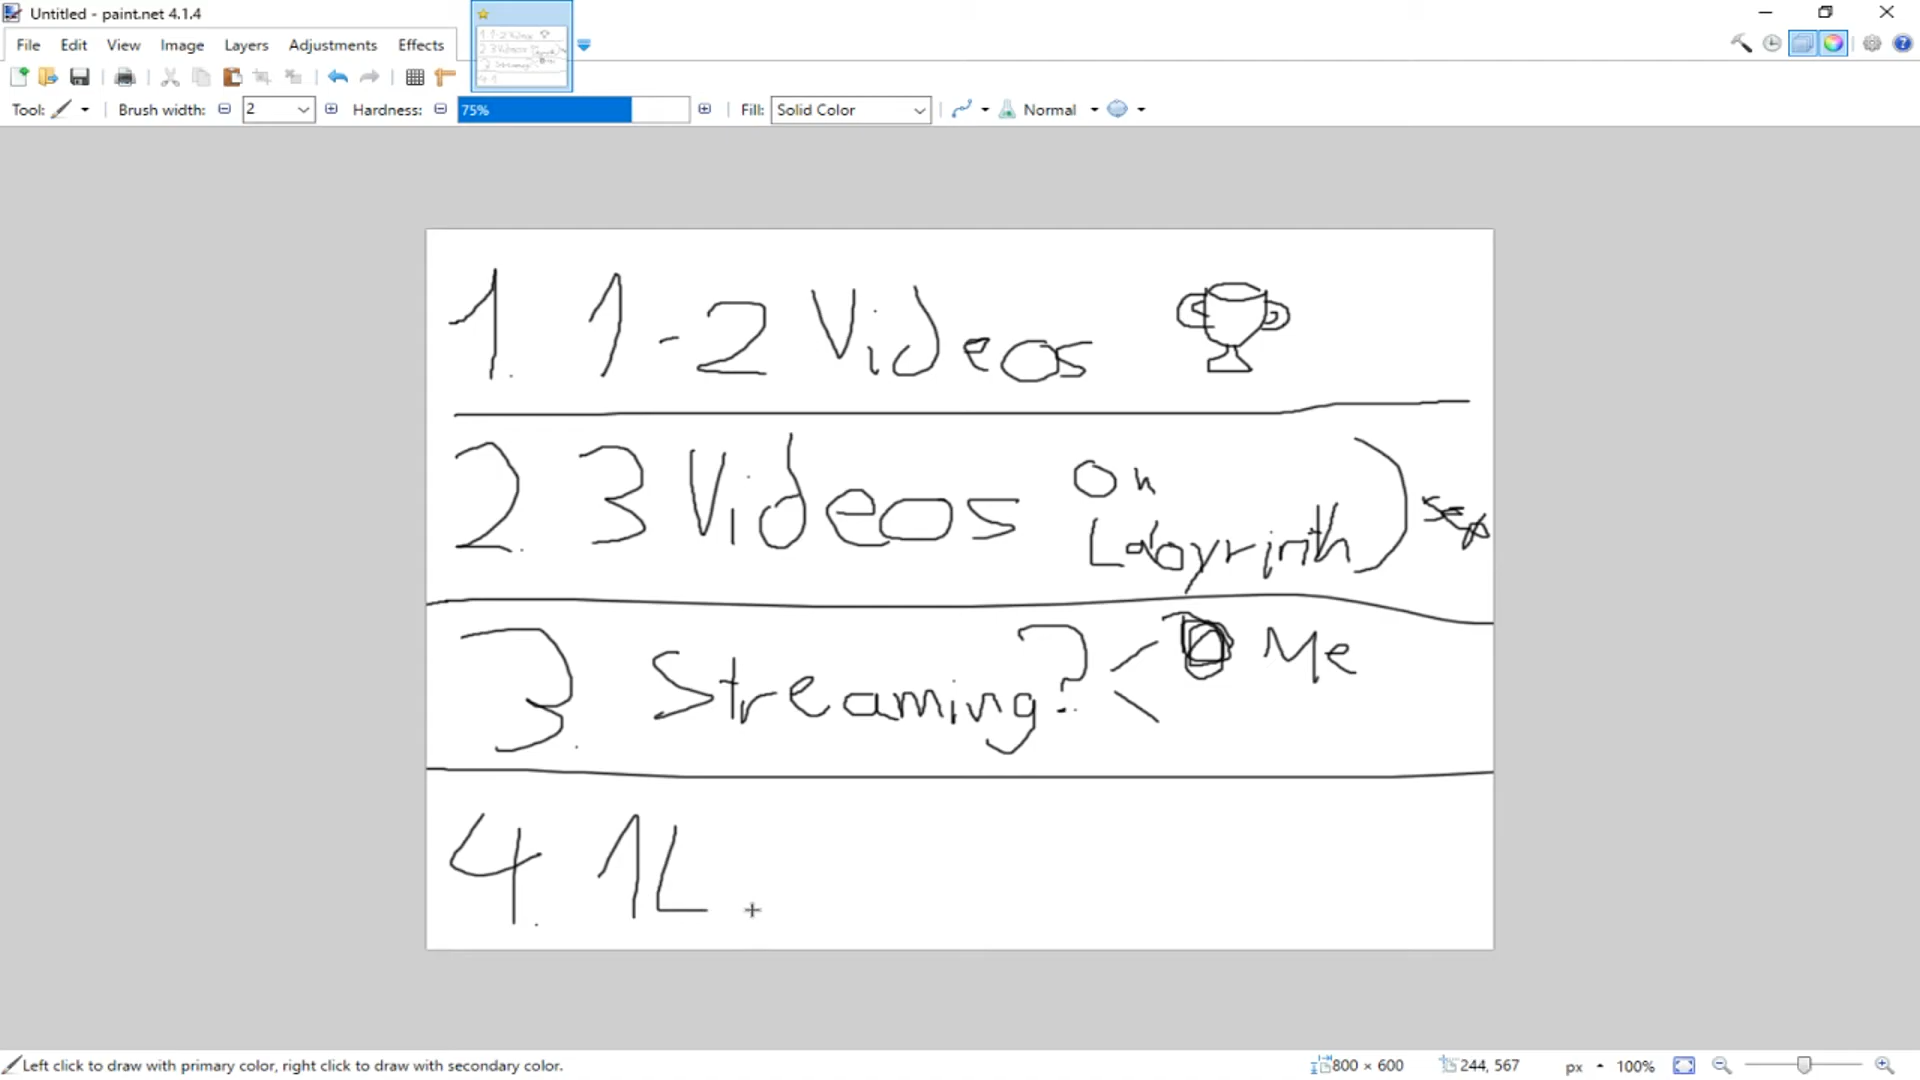 Untitled - paint.net 4.1.4
File Edit View Image Layers Adjustments Effects
Tool: Brush width: 2 Hardness: 75% Fill: Solid Color Normal
1. 1-2 Videos
2. 3 Videos On
Labyrinth)
3. Streaming? < Me
4. 1L
Left click to draw with primary color, right click to draw with secondary color. 800 × 600 244, 567 px 100%